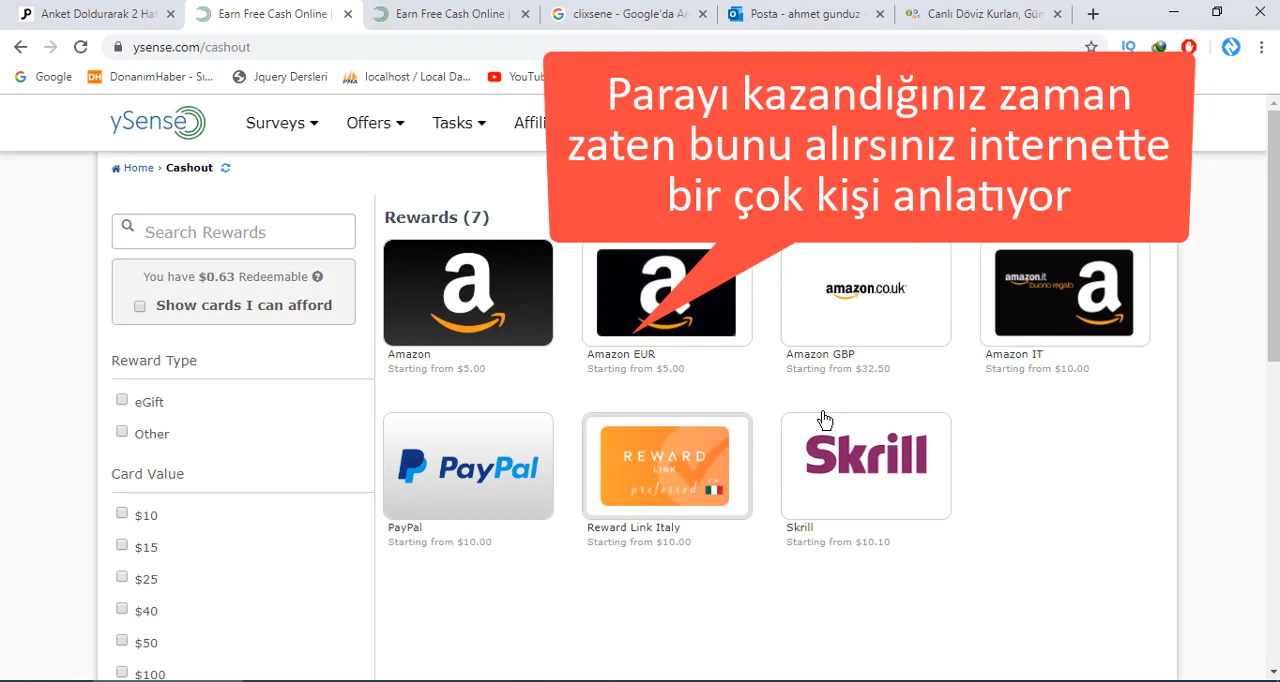 Anket Doldurarak 2 Ha
Earn Free Cash Online |
Earn Free Cash Online |
clixsene - Google'da Ar
Posta - ahmet gunduz -
Canlı Döviz Kurları, Gün
ysense.com/cashout
Google
DonanımHaber - Sı...
Jquery Dersleri
localhost / Local Da...
YouTub
Parayı kazandığınız zaman
zaten bunu alırsınız internette
bir çok kişi anlatıyor
ySense
Surveys
Offers
Tasks
Affili
Home › Cashout
Search Rewards
You have $0.63 Redeemable
Show cards I can afford
Reward Type
eGift
Other
Card Value
$10
$15
$25
$40
$50
$100
Rewards (7)
Amazon
Starting from $5.00
Amazon EUR
Starting from $5.00
amazon.co.uk
Amazon GBP
Starting from $32.50
amazon.it
buono regalo
Amazon IT
Starting from $10.00
PayPal
PayPal
Starting from $10.00
REWARD
LINK
preferred
Reward Link Italy
Starting from $10.00
Skrill
Skrill
Starting from $10.10